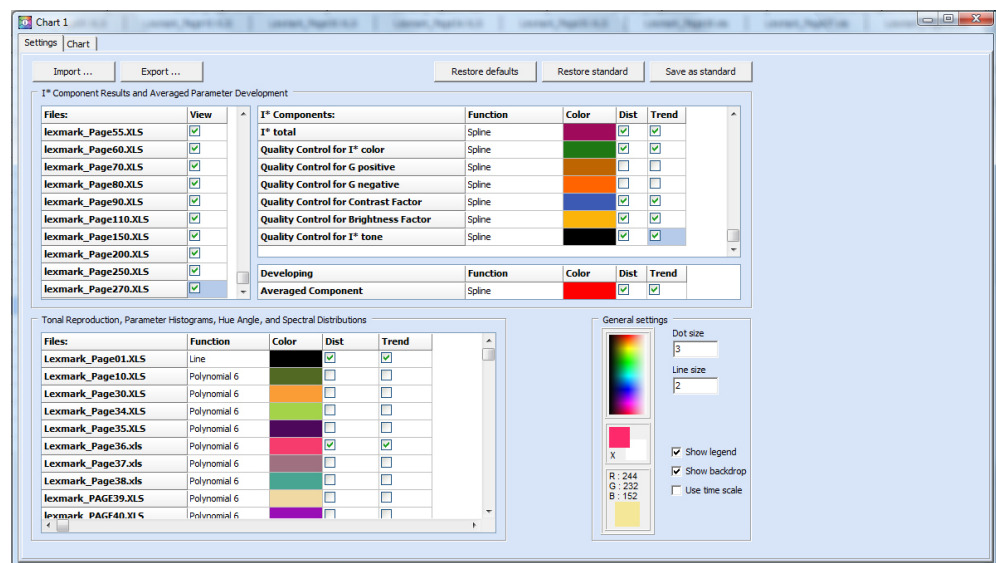 Chart 1
Settings Chart
Import ... Export ... Restore defaults Restore standard Save as standard
I* Component Results and Averaged Parameter Development
Files: View
lexmark_Page55.XLS
lexmark_Page60.XLS
lexmark_Page70.XLS
lexmark_Page80.XLS
lexmark_Page90.XLS
lexmark_Page110.XLS
lexmark_Page150.XLS
lexmark_Page200.XLS
lexmark_Page250.XLS
lexmark_Page270.XLS
I* Components: Function Color Dist Trend
I* total Spline
Quality Control for I* color Spline
Quality Control for G positive Spline
Quality Control for G negative Spline
Quality Control for Contrast Factor Spline
Quality Control for Brightness Factor Spline
Quality Control for I* tone Spline
Developing Function Color Dist Trend
Averaged Component Spline
Tonal Reproduction, Parameter Histograms, Hue Angle, and Spectral Distributions
Files: Function Color Dist Trend
Lexmark_Page01.XLS Line
Lexmark_Page10.XLS Polynomial 6
Lexmark_Page30.XLS Polynomial 6
Lexmark_Page34.XLS Polynomial 6
Lexmark_Page35.XLS Polynomial 6
Lexmark_Page36.xls Polynomial 6
Lexmark_Page37.xls Polynomial 6
Lexmark_Page38.xls Polynomial 6
lexmark_PAGE39.XLS Polynomial 6
lexmark_PAGE40.XLS Polynomial 6
General settings
Dot size
3
Line size
2
X
Show legend
Show backdrop
Use time scale
R : 244
G : 232
B : 152